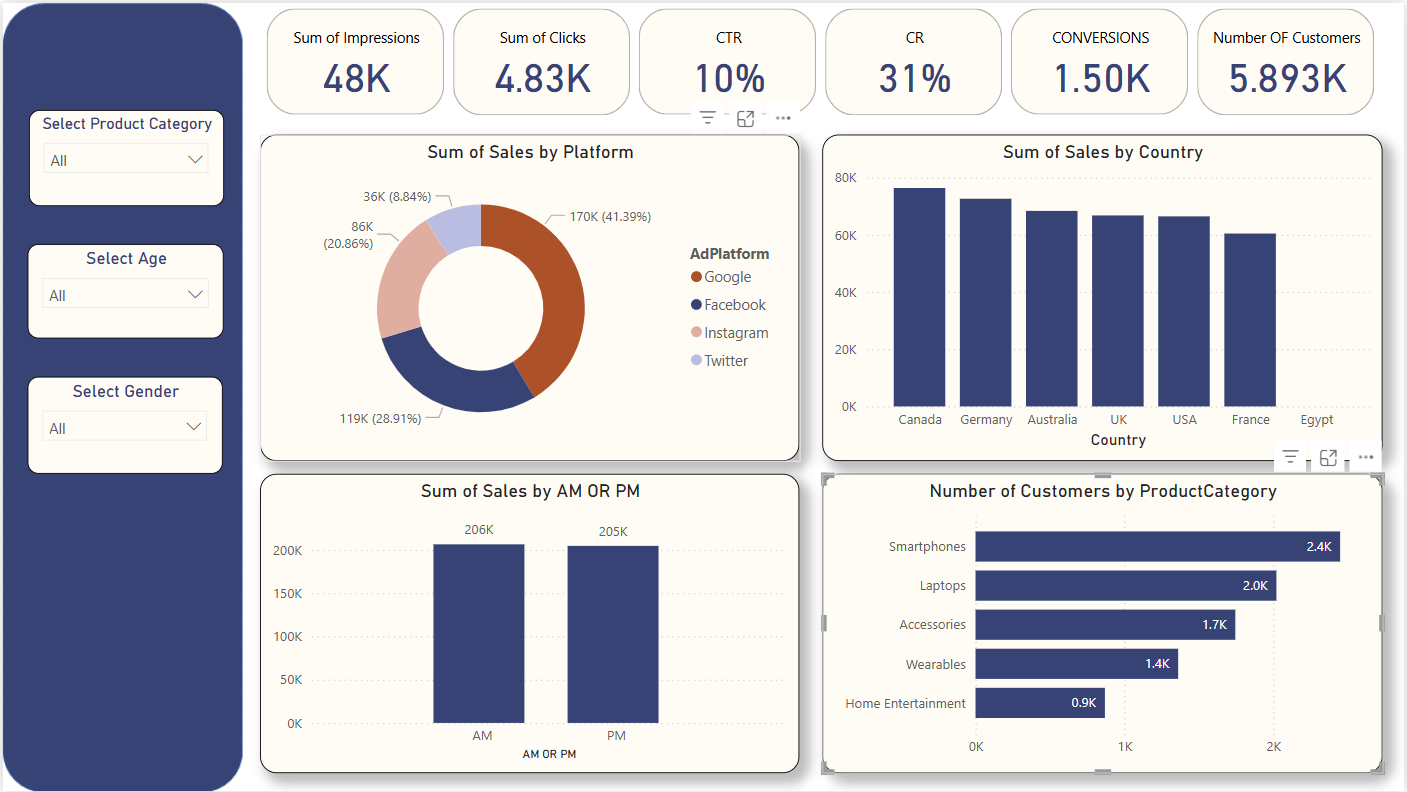 Sum of Impressions
48K
Sum of Clicks
4.83K
CTR
10%
CR
31%
CONVERSIONS
1.50K
Number OF Customers
5.893K
Select Product Category
All
Select Age
All
Select Gender
All
Sum of Sales by Platform
36K (8.84%)
86K
(20.86%)
170K (41.39%)
119K (28.91%)
AdPlatform
Google
Facebook
Instagram
Twitter
Sum of Sales by Country
80K
60K
40K
20K
0K
Canada Germany Australia UK USA France Egypt
Country
Sum of Sales by AM OR PM
206K 205K
200K
150K
100K
50K
0K
AM PM
AM OR PM
Number of Customers by ProductCategory
Smartphones 2.4K
Laptops 2.0K
Accessories 1.7K
Wearables 1.4K
Home Entertainment 0.9K
0K 1K 2K